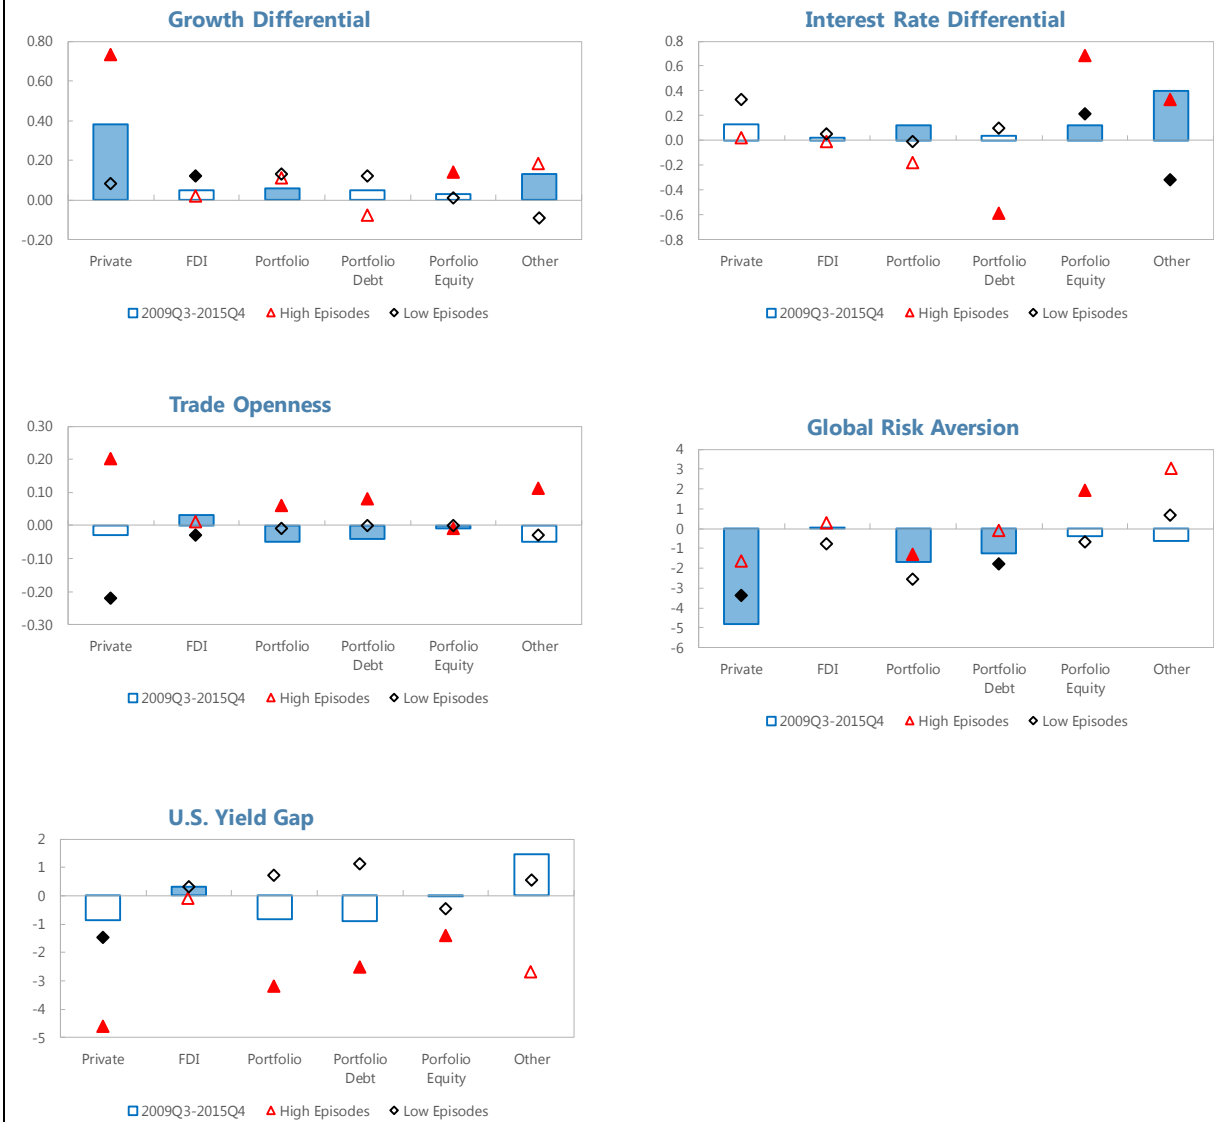 Growth Differential
0.80
0.60
0.40
0.20
0.00
-0.20
Private
FDI
Portfolio
Portfolio
Debt
Porfolio
Equity
Other
2009Q3-2015Q4
High Episodes
Low Episodes
Interest Rate Differential
0.8
0.6
0.4
0.2
0.0
-0.2
-0.4
-0.6
-0.8
Private
FDI
Portfolio
Portfolio
Debt
Porfolio
Equity
Other
2009Q3-2015Q4
High Episodes
Low Episodes
Trade Openness
0.30
0.20
0.10
0.00
-0.10
-0.20
-0.30
Private
FDI
Portfolio
Portfolio
Debt
Porfolio
Equity
Other
2009Q3-2015Q4
High Episodes
Low Episodes
Global Risk Aversion
4
3
2
1
0
-1
-2
-3
-4
-5
-6
Private
FDI
Portfolio
Portfolio
Debt
Porfolio
Equity
Other
2009Q3-2015Q4
High Episodes
Low Episodes
U.S. Yield Gap
2
1
0
-1
-2
-3
-4
-5
Private
FDI
Portfolio
Portfolio
Debt
Porfolio
Equity
Other
2009Q3-2015Q4
High Episodes
Low Episodes